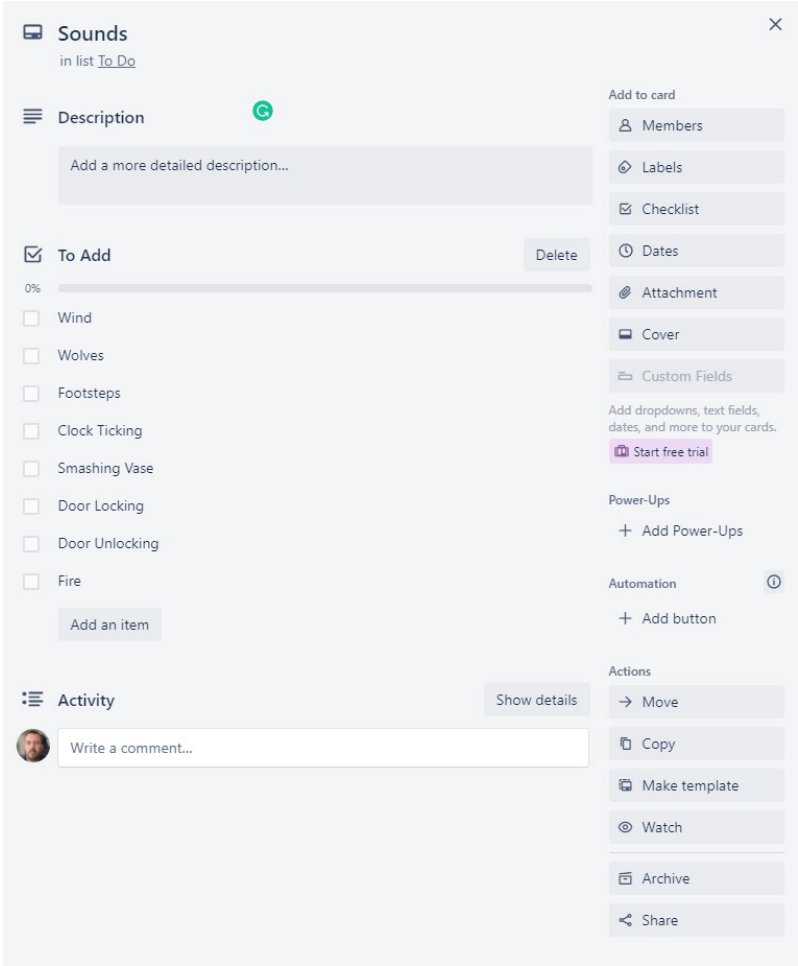 Sounds
in list To Do
Description
Add a more detailed description...
To Add
Delete
0%
Wind
Wolves
Footsteps
Clock Ticking
Smashing Vase
Door Locking
Door Unlocking
Fire
Add an item
Activity
Show details
Write a comment...
Add to card
Members
Labels
Checklist
Dates
Attachment
Cover
Custom Fields
Add dropdowns, text fields,
dates, and more to your cards.
Start free trial
Power-Ups
+ Add Power-Ups
Automation
+ Add button
Actions
Move
Copy
Make template
Watch
Archive
Share